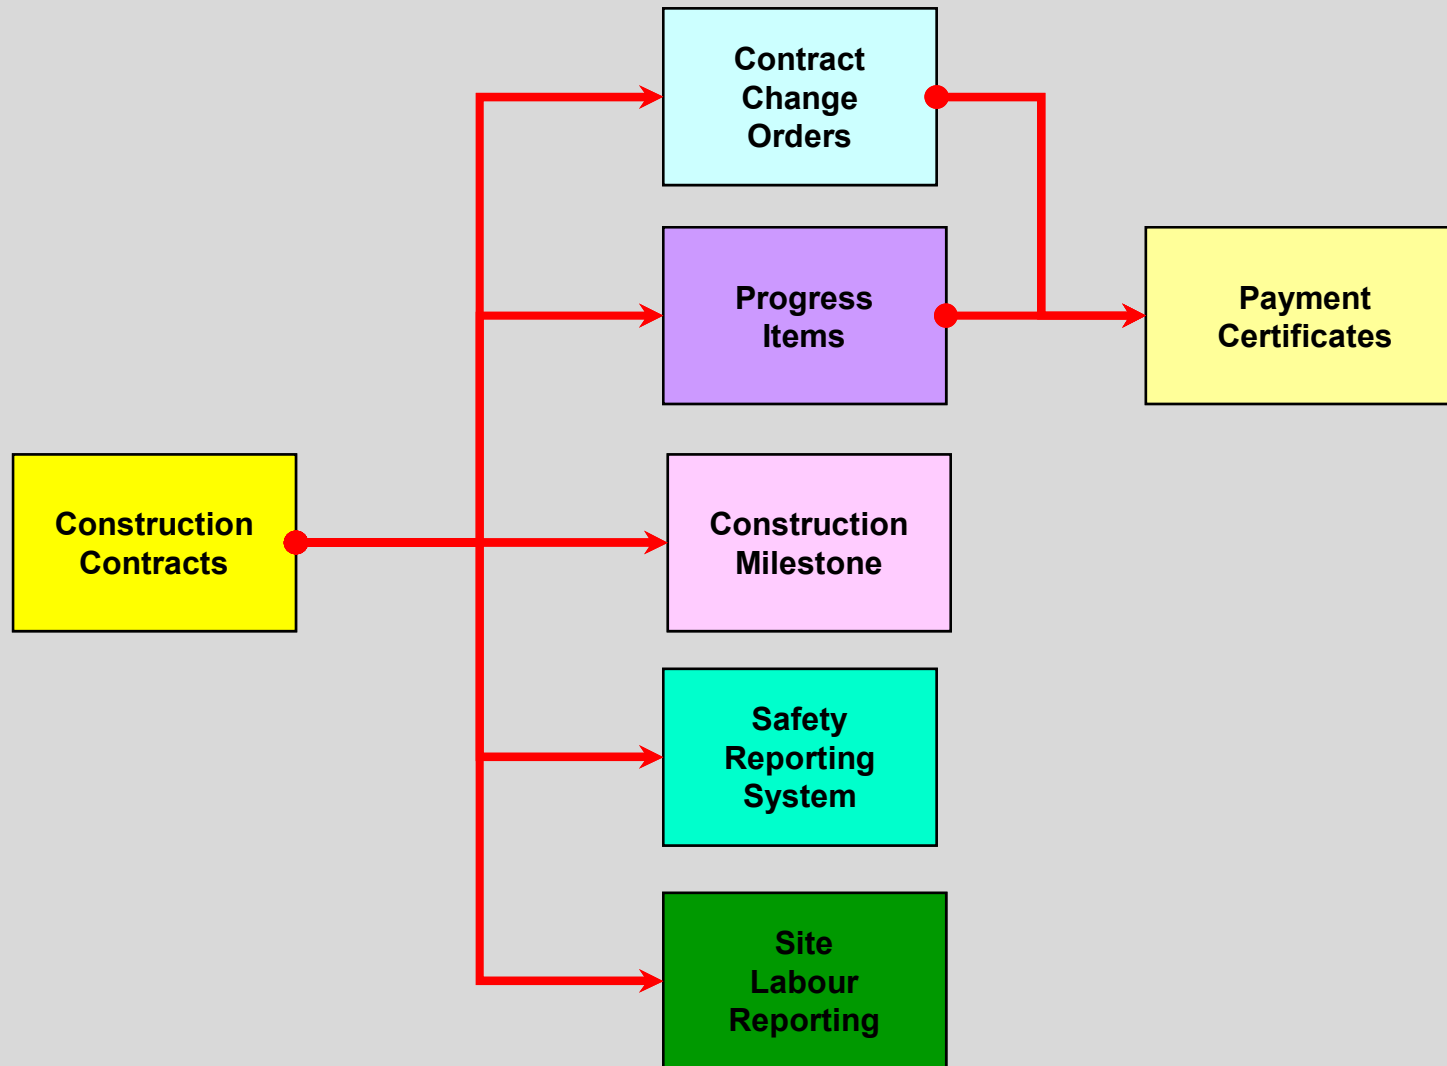 Contract
Change
Orders
Progress
Items
Payment
Certificates
Construction
Contracts
Construction
Milestone
Safety
Reporting
System
Site
Labour
Reporting